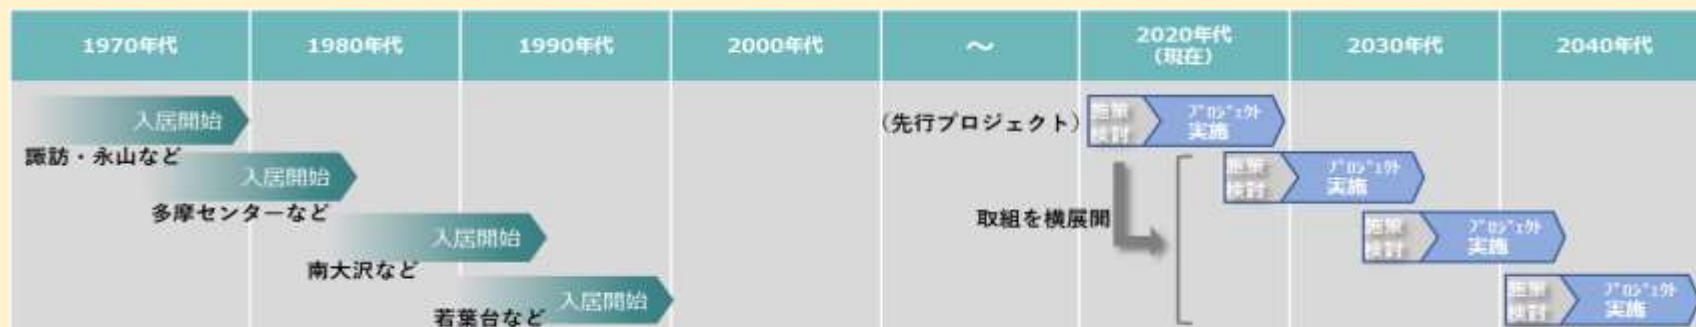 1970年代
1980年代
1990年代
2000年代
～
2020年代
(現在)
2030年代
2040年代
入居開始
諏訪・永山など
入居開始
多摩センターなど
入居開始
南大沢など
入居開始
若葉台など
(先行プロジェクト)
施策
検討
プロジェクト
実施
取組を横展開
施策
検討
プロジェクト
実施
施策
検討
プロジェクト
実施
施策
検討
プロジェクト
実施